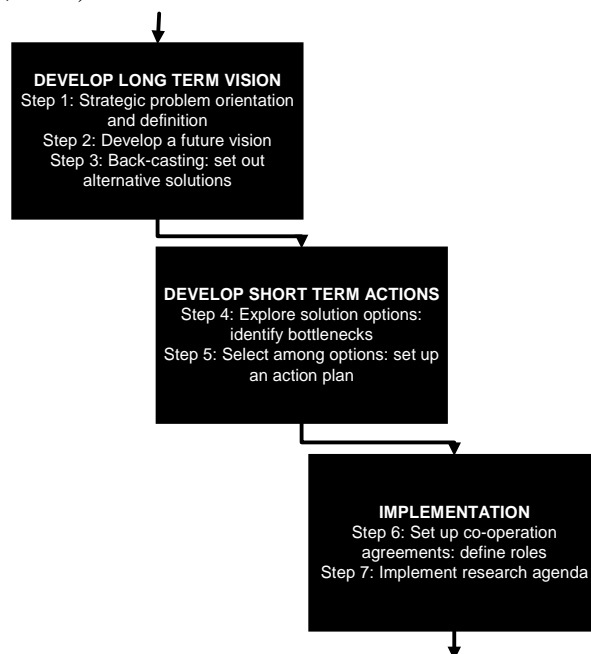 DEVELOP LONG TERM VISION
Step 1: Strategic problem orientation
and definition
Step 2: Develop a future vision
Step 3: Back-casting: set out
alternative solutions
DEVELOP SHORT TERM ACTIONS
Step 4: Explore solution options:
identify bottlenecks
Step 5: Select among options: set up
an action plan
IMPLEMENTATION
Step 6: Set up co-operation
agreements: define roles
Step 7: Implement research agenda